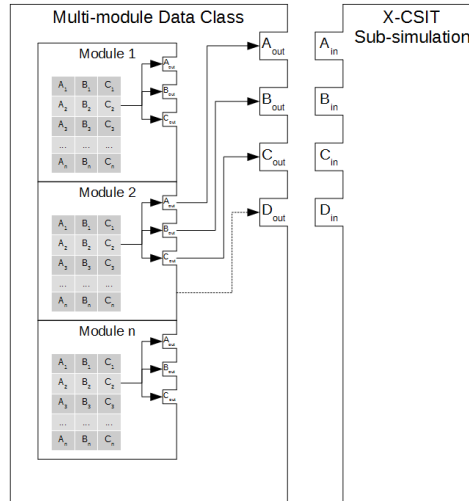 Multi-module Data Class
X-CSIT
Sub-simulation
Module 1
A1 B1 C1
A2 B2 C2
A3 B3 C3
... ... ...
An Bn Cn
Aout
Bout
Cout
Module 2
A1 B1 C1
A2 B2 C2
A3 B3 C3
... ... ...
An Bn Cn
Aout
Bout
Cout
Module n
A1 B1 C1
A2 B2 C2
A3 B3 C3
... ... ...
An Bn Cn
Aout
Bout
Cout
Aout
Bout
Cout
Dout
Ain
Bin
Cin
Din